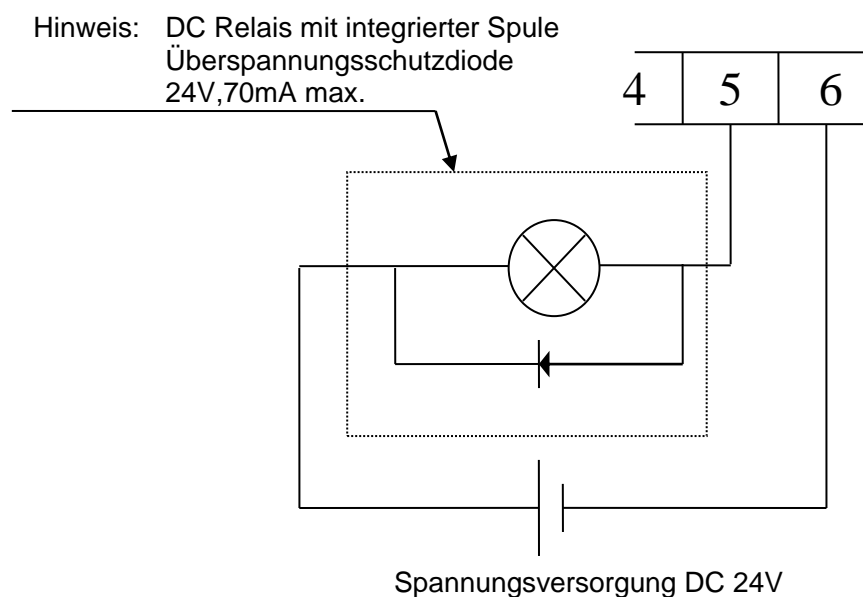 Hinweis: DC Relais mit integrierter Spule
Überspannungsschutzdiode
24V,70mA max.
4 5 6
Spannungsversorgung DC 24V